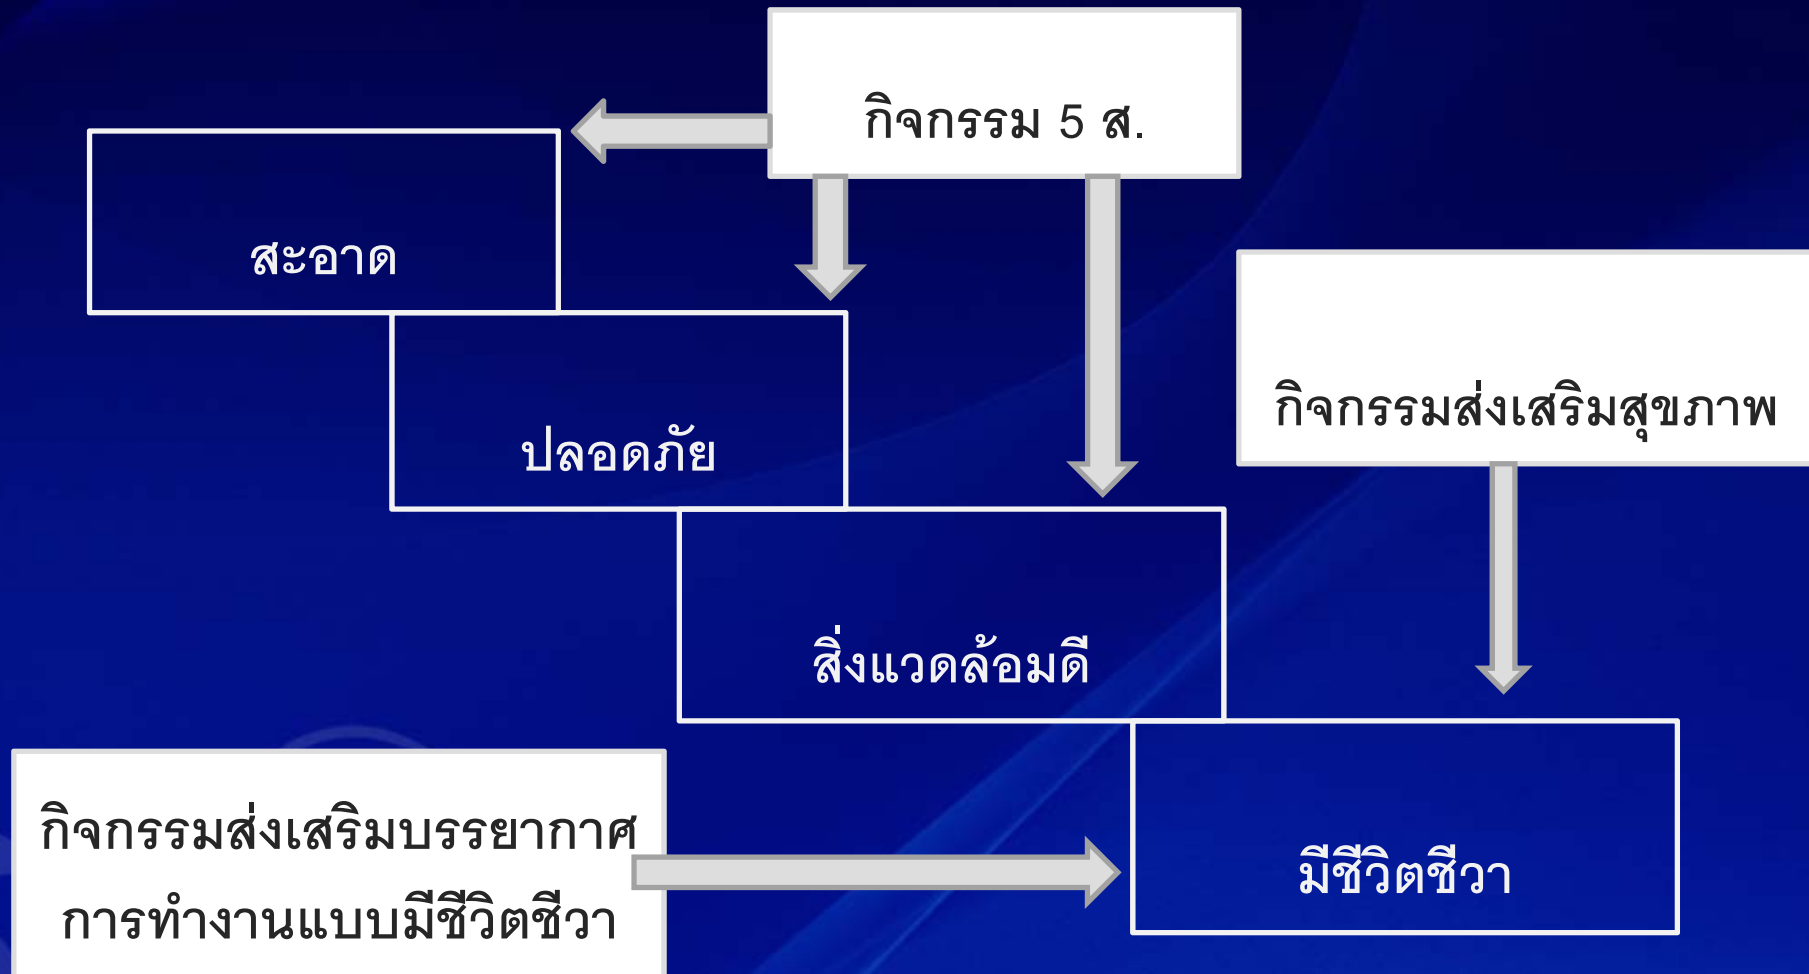 กิจกรรม 5 ส.
สะอาด
กิจกรรมส่งเสริมสุขภาพ
ปลอดภัย
สิ่งแวดล้อมดี
กิจกรรมส่งเสริมบรรยากาศ
การทำงานแบบมีชีวิตชีวา
มีชีวิตชีวา